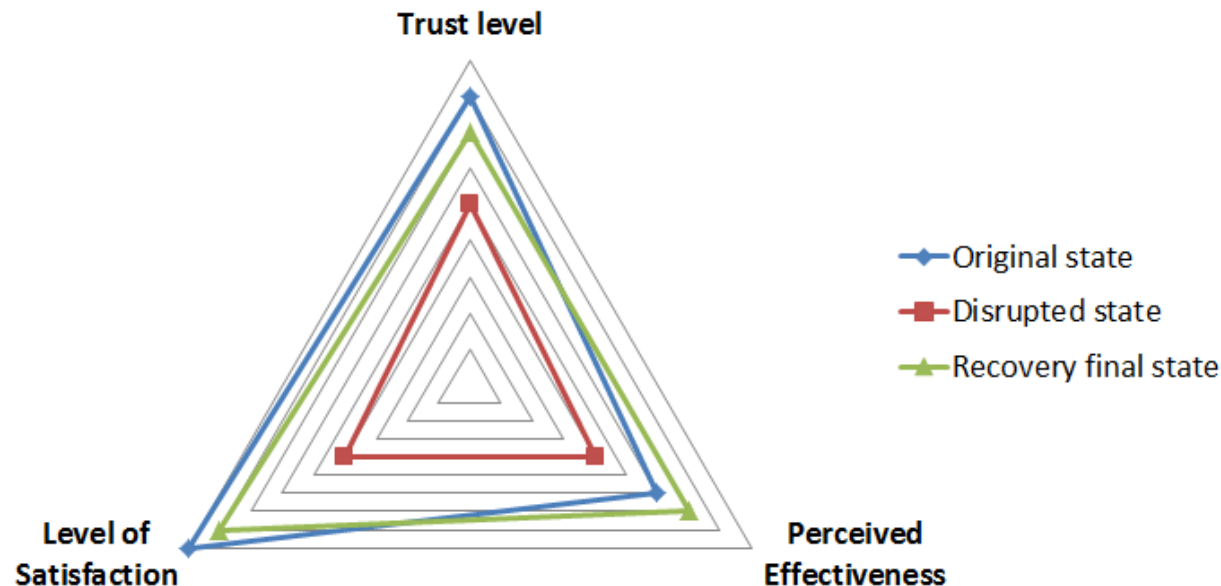 Trust level
Original state
Disrupted state
Recovery final state
Level of
Satisfaction
Perceived
Effectiveness